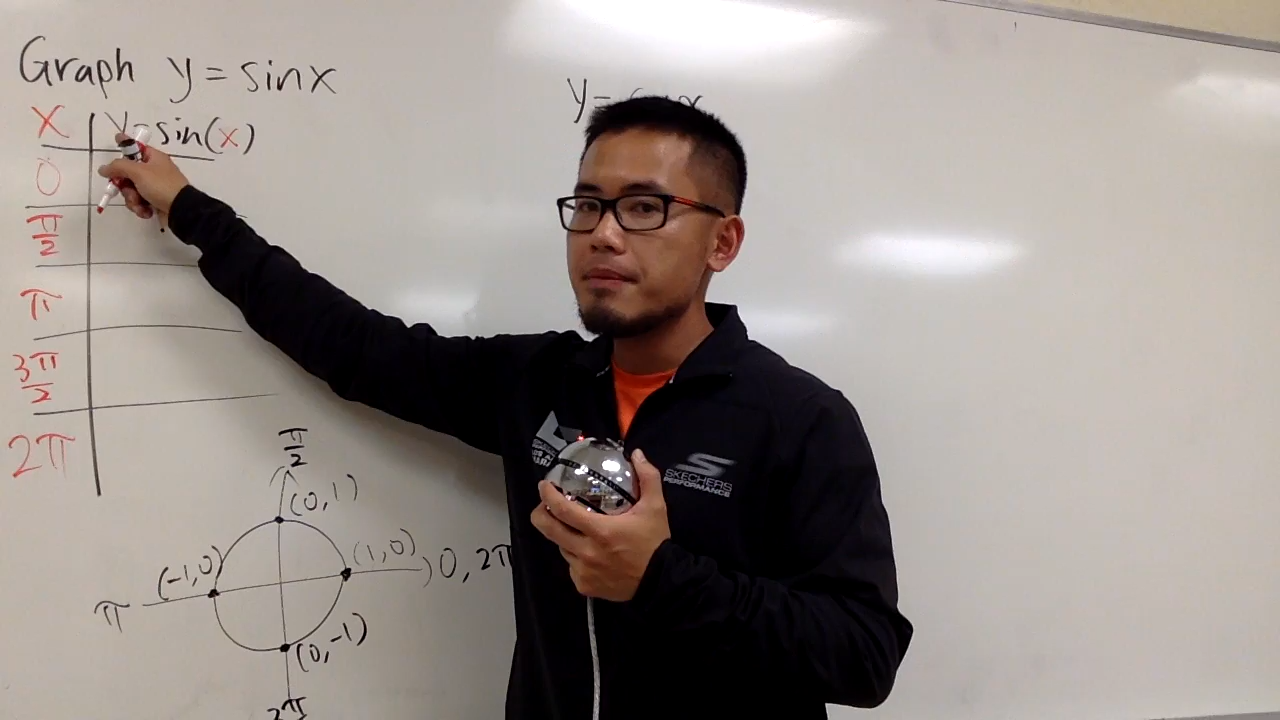 Graph y = sin x
x y = sin(x)
0
π/2
π
3π/2
2π
y =
π/2
(0, 1)
(-1, 0)
(1, 0)
0, 2π
π
(0, -1)
SKECHERS
PERFORMANCE